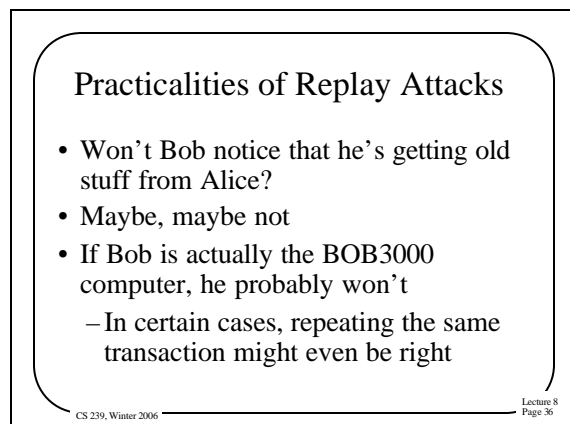 Practicalities of Replay Attacks
• Won’t Bob notice that he’s getting old
stuff from Alice?
• Maybe, maybe not
• If Bob is actually the BOB3000
computer, he probably won’t
–In certain cases, repeating the same
transaction might even be right
CS 239, Winter 2006
Lecture 8
Page 36